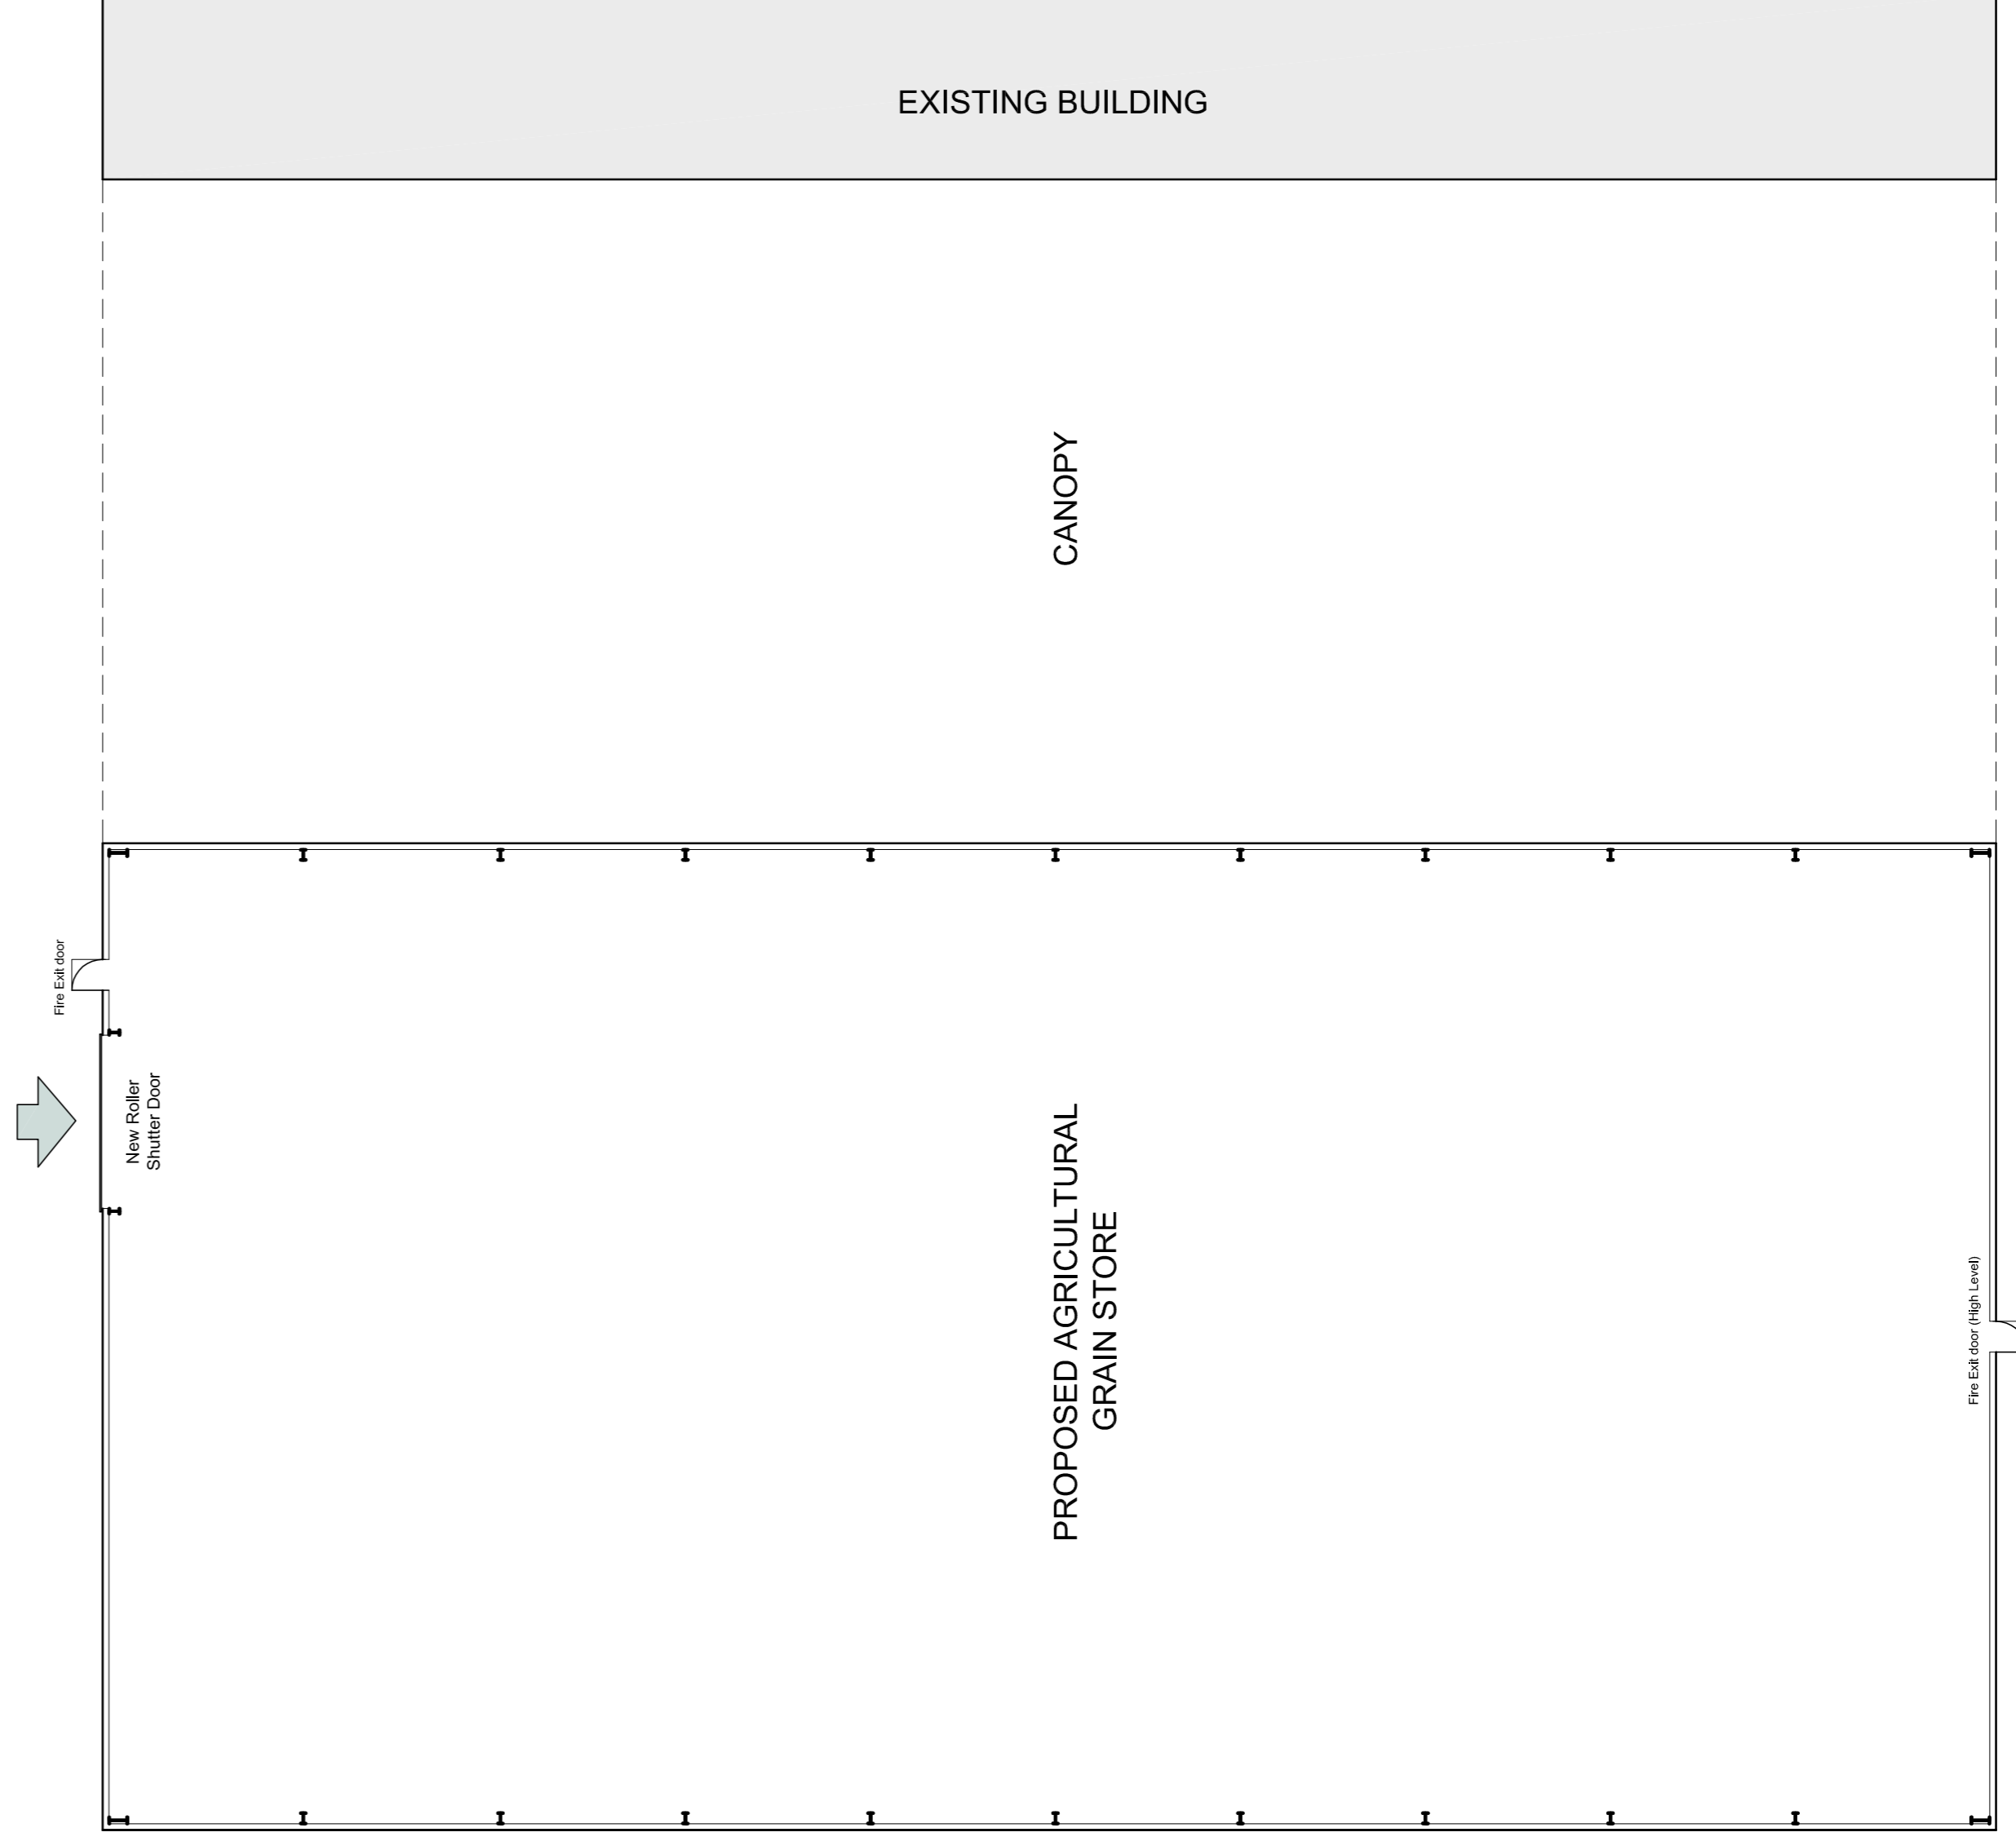 EXISTING BUILDING
CANOPY
Fire Exit door
New Roller
Shutter Door
PROPOSED AGRICULTURAL
GRAIN STORE
Fire Exit door (High Level)